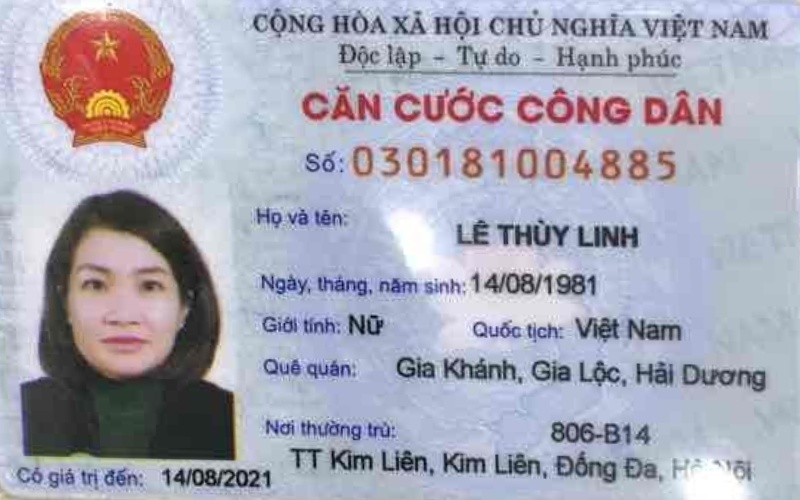 CỘNG HÒA XÃ HỘI CHỦ NGHĨA VIỆT NAM
Độc lập - Tự do - Hạnh phúc
CĂN CƯỚC CÔNG DÂN
Số: 030181004885
Họ và tên:
LÊ THÙY LINH
Ngày, tháng, năm sinh: 14/08/1981
Giới tính: Nữ Quốc tịch: Việt Nam
Quê quán: Gia Khánh, Gia Lộc, Hải Dương
Nơi thường trú: 806-B14
TT Kim Liên, Kim Liên, Đống Đa, Hà Nội
Có giá trị đến: 14/08/2021